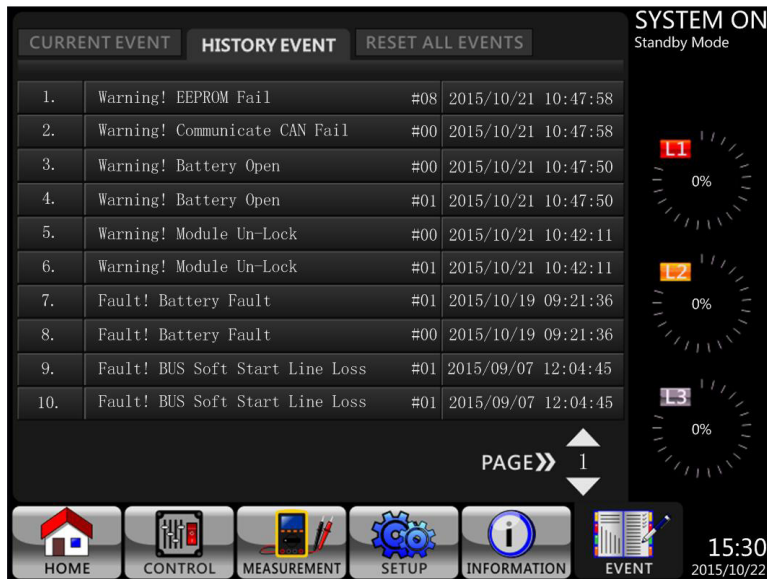 SYSTEM ON
Standby Mode
CURRENT EVENT HISTORY EVENT RESET ALL EVENTS
1. Warning! EEPROM Fail #08 2015/10/21 10:47:58
2. Warning! Communicate CAN Fail #00 2015/10/21 10:47:58
3. Warning! Battery Open #00 2015/10/21 10:47:50
4. Warning! Battery Open #01 2015/10/21 10:47:50
5. Warning! Module Un-Lock #00 2015/10/21 10:42:11
6. Warning! Module Un-Lock #01 2015/10/21 10:42:11
7. Fault! Battery Fault #01 2015/10/19 09:21:36
8. Fault! Battery Fault #00 2015/10/19 09:21:36
9. Fault! BUS Soft Start Line Loss #01 2015/09/07 12:04:45
10. Fault! BUS Soft Start Line Loss #01 2015/09/07 12:04:45
PAGE» 1
L1
0%
L2
0%
L3
0%
HOME CONTROL MEASUREMENT SETUP INFORMATION EVENT
15:30
2015/10/22